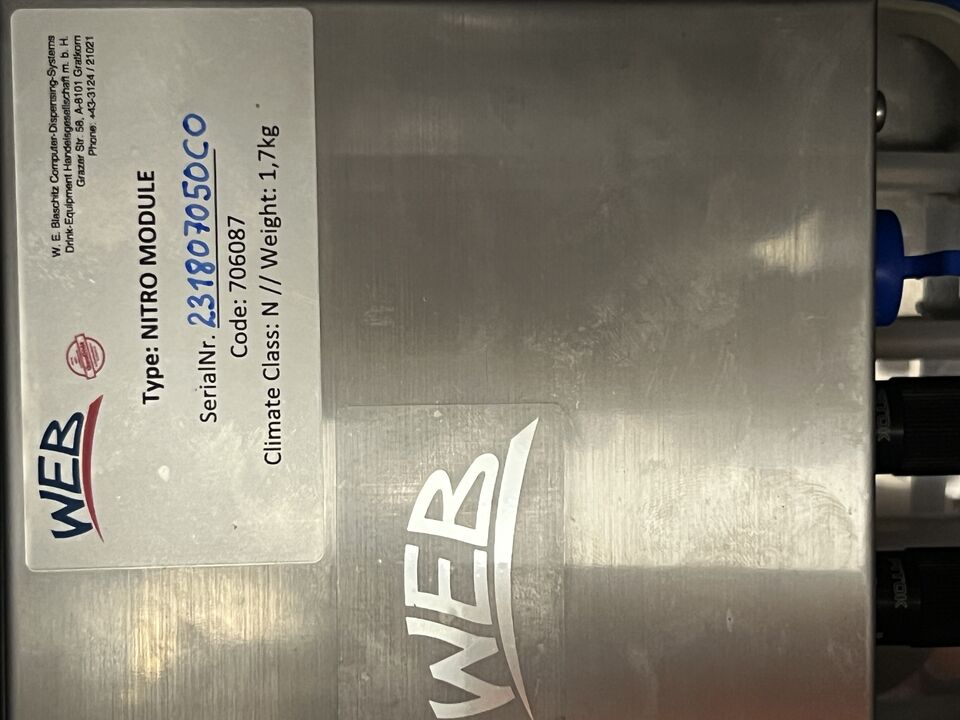 WEB
W. E. Blaschitz Computer-Dispensing-Systems
Drink-Equipment Handelsgesellschaft m. b. H.
Grazer Str. 58, A-8101 Gratkorn
Phone: +43-3124 / 21021
Type: NITRO MODULE
SerialNr. 231807050CO
Code: 706087
Climate Class: N // Weight: 1,7kg
WEB